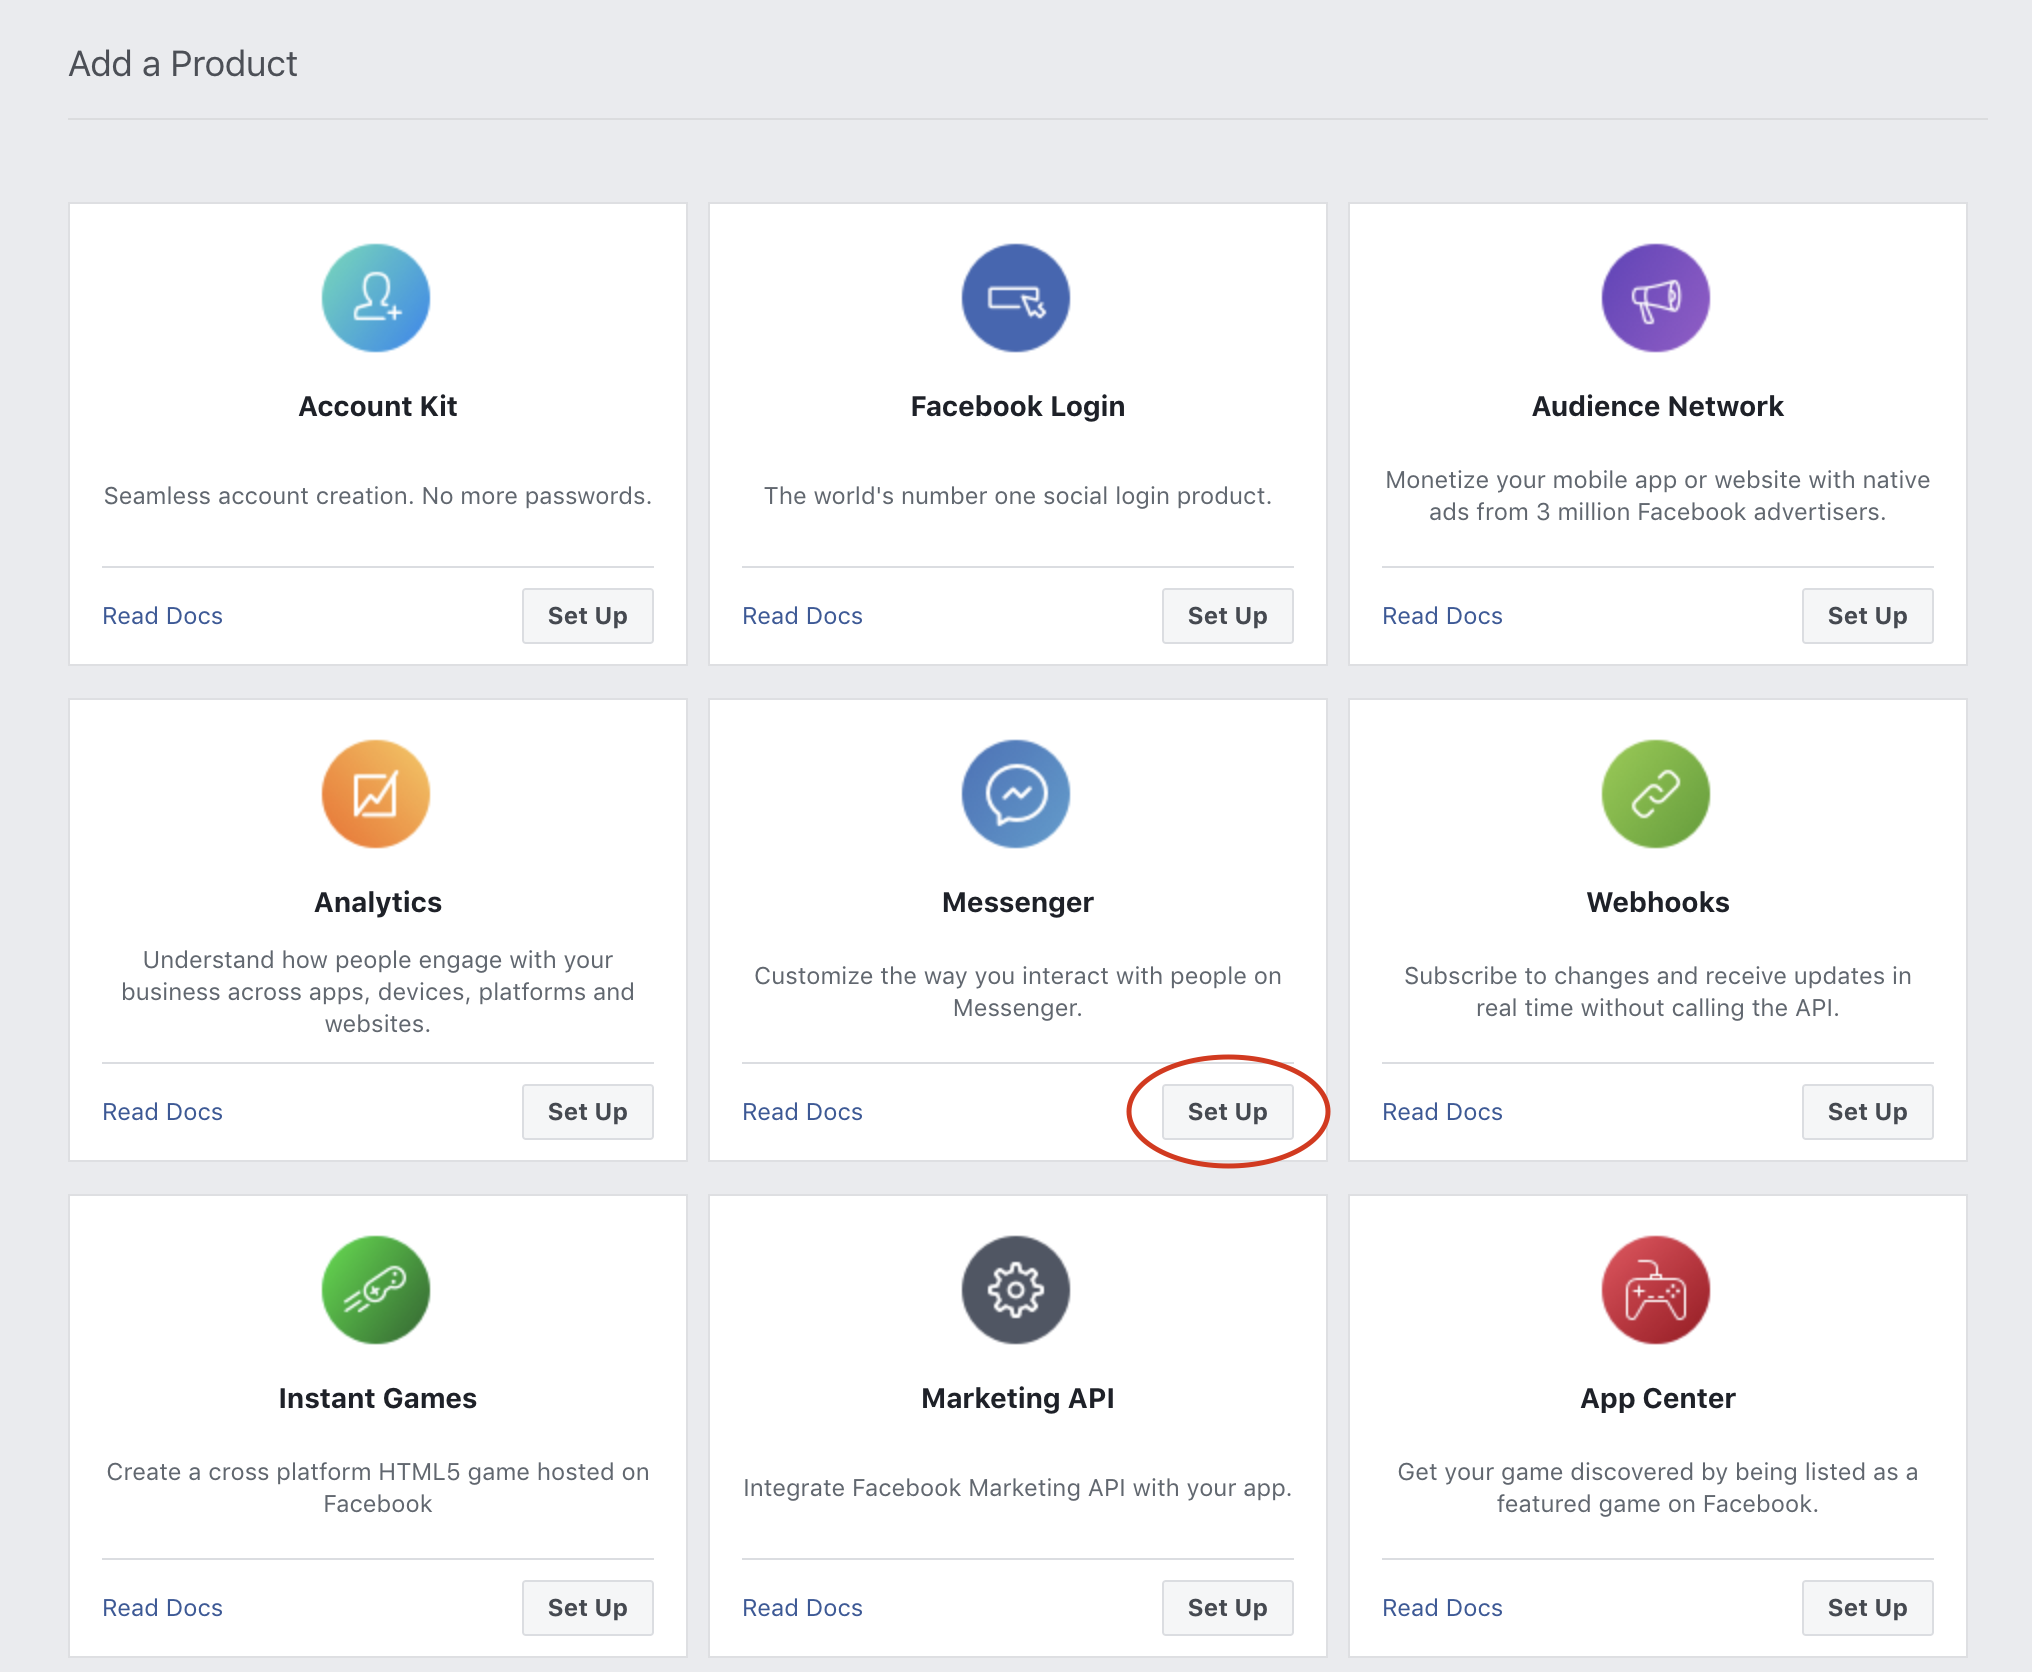 Add a Product
Account Kit
Seamless account creation. No more passwords.
Read Docs
Set Up
Facebook Login
The world's number one social login product.
Read Docs
Set Up
Audience Network
Monetize your mobile app or website with native
ads from 3 million Facebook advertisers.
Read Docs
Set Up
Analytics
Understand how people engage with your
business across apps, devices, platforms and
websites.
Read Docs
Set Up
Messenger
Customize the way you interact with people on
Messenger.
Read Docs
Set Up
Webhooks
Subscribe to changes and receive updates in
real time without calling the API.
Read Docs
Set Up
Instant Games
Create a cross platform HTML5 game hosted on
Facebook
Read Docs
Set Up
Marketing API
Integrate Facebook Marketing API with your app.
Read Docs
Set Up
App Center
Get your game discovered by being listed as a
featured game on Facebook.
Read Docs
Set Up